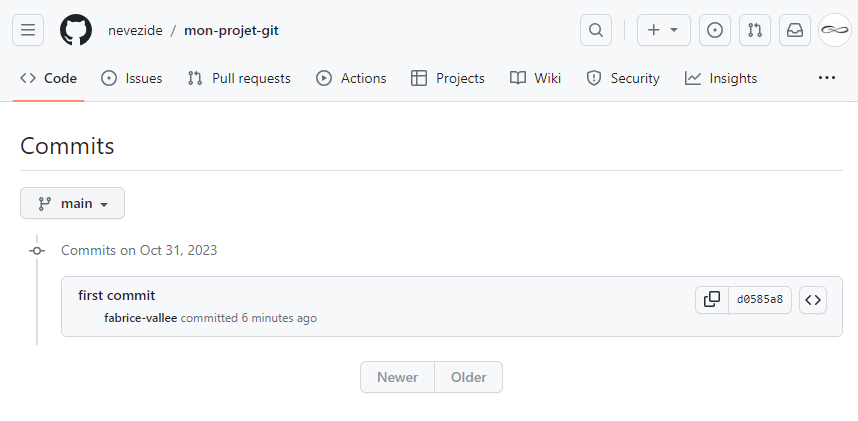 nevezide / mon-projet-git
Code Issues Pull requests Actions Projects Wiki Security Insights
Commits
main
Commits on Oct 31, 2023
first commit
d0585a8
fabrice-vallee committed 6 minutes ago
Newer Older